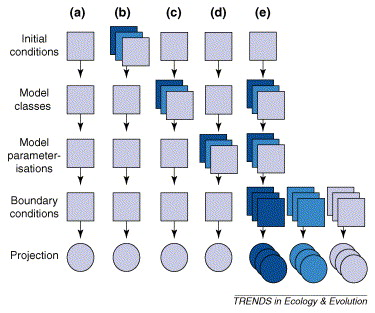 (a) (b) (c) (d) (e)
Initial
conditions
Model
classes
Model
parameter-
isations
Boundary
conditions
Projection
TRENDS in Ecology & Evolution